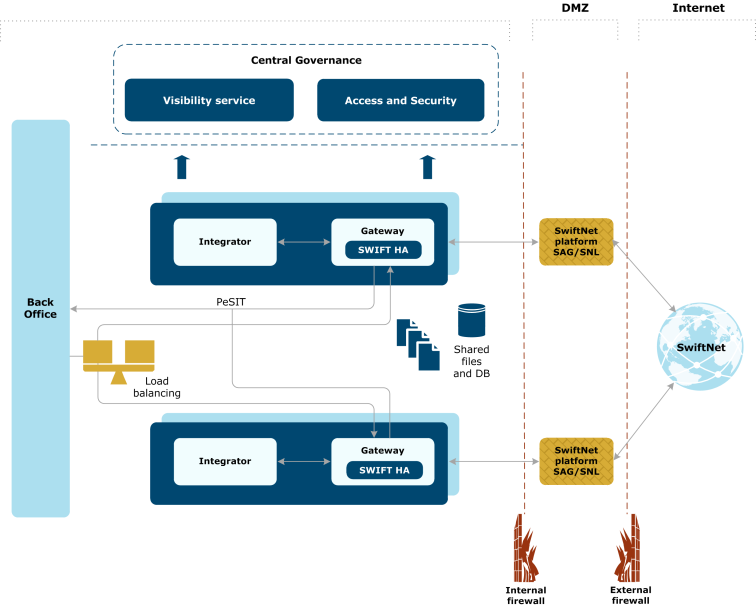 DMZ
Internet
Central Governance
Visibility service
Access and Security
Integrator
Gateway
SWIFT HA
SwiftNet
platform
SAG/SNL
Back
Office
PeSIT
Shared
files
and DB
SwiftNet
Load
balancing
Integrator
Gateway
SWIFT HA
SwiftNet
platform
SAG/SNL
Internal
firewall
External
firewall